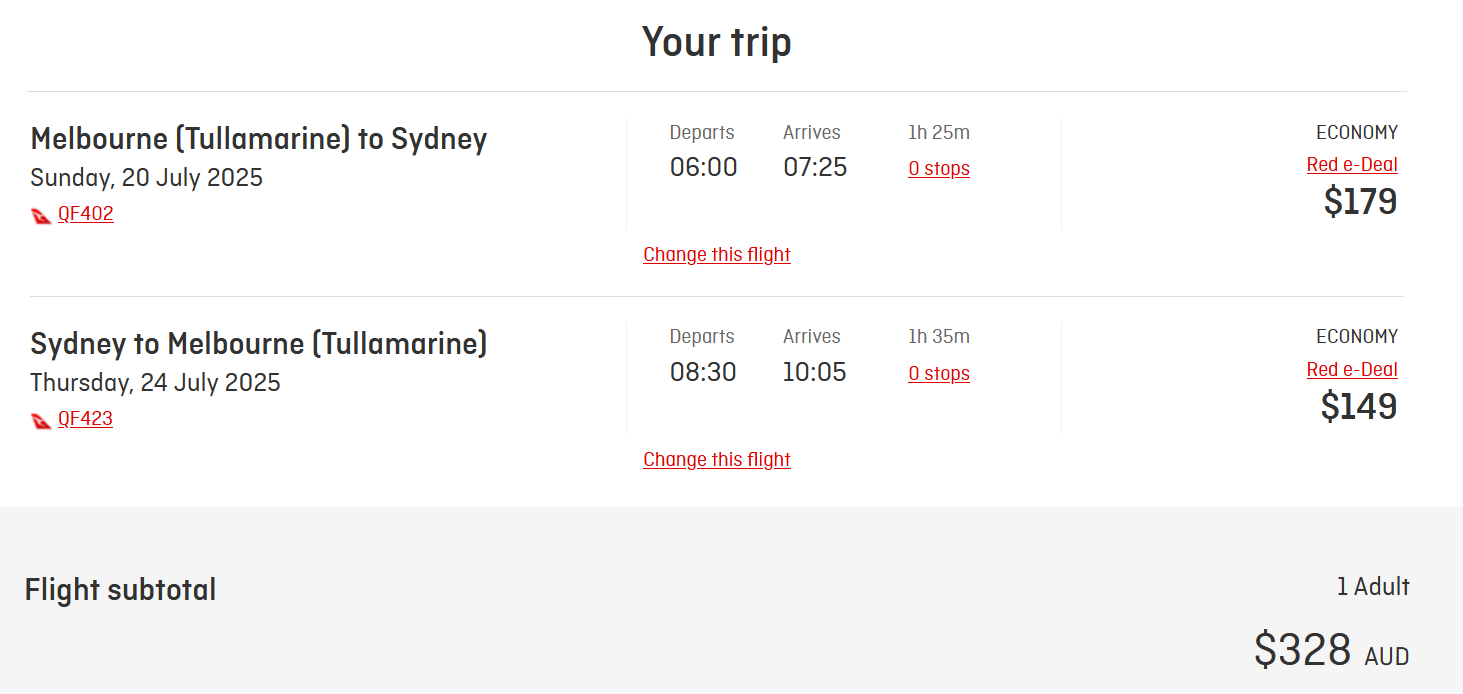 Your trip
Melbourne (Tullamarine) to Sydney
Sunday, 20 July 2025
QF402
Departs Arrives 1h 25m
06:00 07:25 0 stops
Change this flight
ECONOMY
Red e-Deal
$179
Sydney to Melbourne (Tullamarine)
Thursday, 24 July 2025
QF423
Departs Arrives 1h 35m
08:30 10:05 0 stops
Change this flight
ECONOMY
Red e-Deal
$149
Flight subtotal
1 Adult
$328 AUD